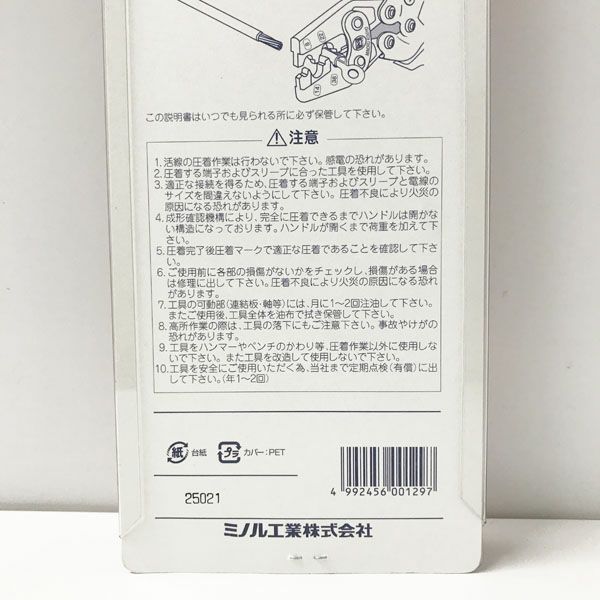 この説明書はいつでも見られる所に必ず保管して下さい。
注意
1. 活線の圧着作業は行わないで下さい。感電の恐れがあります。
2. 圧着する端子およびスリーブに合った工具を使用して下さい。
3. 適正な接続を得るため、圧着する端子およびスリーブと電線の
サイズを間違えないようにして下さい。圧着不良により火災の
原因になる恐れがあります。
4. 成形確認機構により、完全に圧着できるまでハンドルは開かな
い構造になっております。ハンドルが開くまで荷重を加えて下
さい。
5. 圧着完了後圧着マークで適正な圧着であることを確認して下さ
い。
6. ご使用前に各部の損傷がないかをチェックし、損傷がある場合
は修理に出して下さい。圧着不良により火災の原因になる恐れ
があります。
7. 工具の可動部(連結板・軸等)には、月に1〜2回注油して下さい。
またご使用後、工具全体を油布で拭き保管して下さい。
8. 高所作業の際は、工具の落下にもご注意下さい。事故やけがの
恐れがあります。
9. 工具をハンマーやペンチのかわり等、圧着作業以外に使用しな
いで下さい。また工具を改造して使用しないで下さい。
10. 工具を安全にご使用いただく為、当社まで定期点検(有償)に出
して下さい。(年1〜2回)
紙 台紙 プラ カバー:PET
25021
4 992456 001297
ミノル工業株式会社